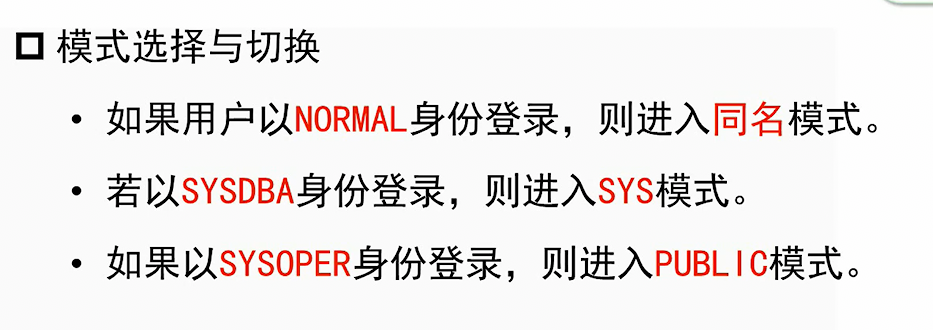 模式选择与切换
• 如果用户以NORMAL身份登录，则进入同名模式。
• 若以SYSDBA身份登录，则进入SYS模式。
• 如果以SYSOPER身份登录，则进入PUBLIC模式。